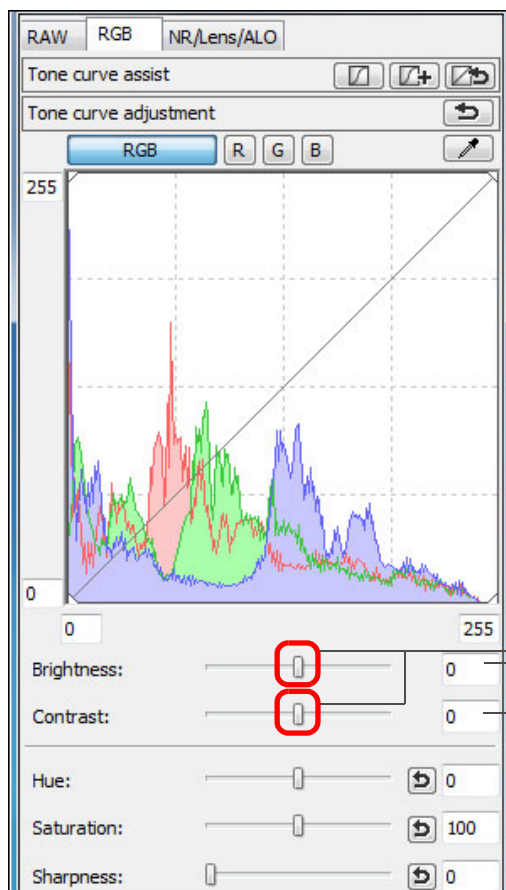 RAW RGB NR/Lens/ALO
Tone curve assist
Tone curve adjustment
RGB R G B
255
0
0 255
Brightness: 0
Contrast: 0
Hue: 0
Saturation: 100
Sharpness: 0